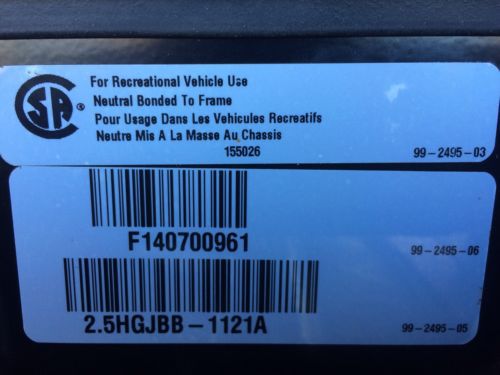 For Recreational Vehicle Use
SA ®
Neutral Bonded To Frame
Pour Usage Dans Les Vehicules Recreatifs
Neutre Mis A La Masse Au Chassis
155026
99-2495-03
F140700961
99-2495-06
2.5HGJBB-1121A
99-2495-05